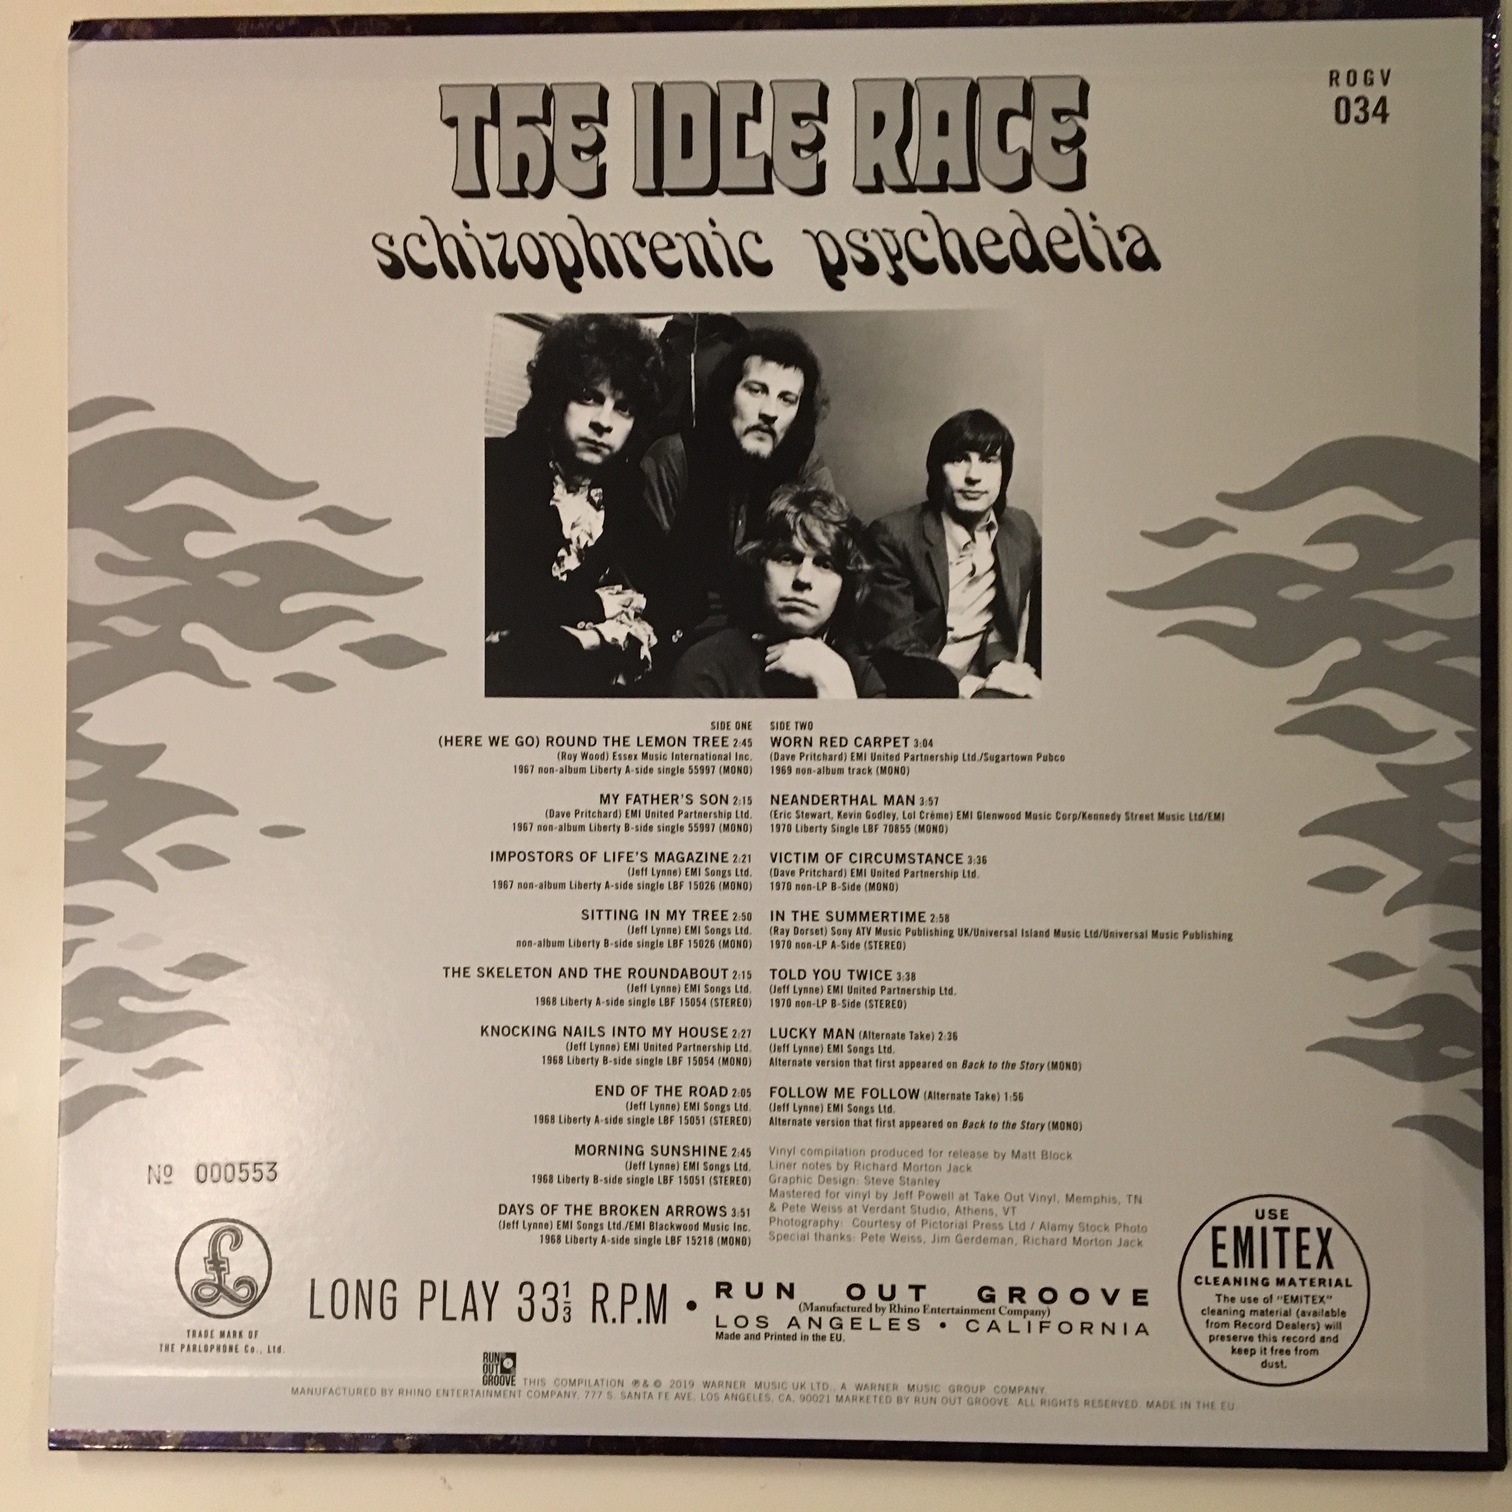 THE IDLE RACE
schizophrenic psychedelia
ROGV
034
SIDE ONE
(HERE WE GO) ROUND THE LEMON TREE 2:45
(Roy Wood) Essex Music International Inc.
1967 non-album Liberty A-side single 55997 (MONO)
MY FATHER'S SON 2:15
(Dave Pritchard) EMI United Partnership Ltd.
1967 non-album Liberty B-side single 55997 (MONO)
IMPOSTORS OF LIFE'S MAGAZINE 2:21
(Jeff Lynne) EMI Songs Ltd.
1967 non-album Liberty A-side single LBF 15026 (MONO)
SITTING IN MY TREE 2:50
(Jeff Lynne) EMI Songs Ltd.
non-album Liberty B-side single LBF 15026 (MONO)
THE SKELETON AND THE ROUNDABOUT 2:15
(Jeff Lynne) EMI Songs Ltd.
1968 Liberty A-side single LBF 15054 (STEREO)
KNOCKING NAILS INTO MY HOUSE 2:27
(Jeff Lynne) EMI United Partnership Ltd.
1968 Liberty B-side single LBF 15054 (MONO)
END OF THE ROAD 2:05
(Jeff Lynne) EMI Songs Ltd.
1968 Liberty A-side single LBF 15051 (STEREO)
MORNING SUNSHINE 2:45
(Jeff Lynne) EMI Songs Ltd.
1968 Liberty B-side single LBF 15051 (STEREO)
DAYS OF THE BROKEN ARROWS 3:51
(Jeff Lynne) EMI Songs Ltd./EMI Blackwood Music Inc.
1968 Liberty A-side single LBF 15218 (MONO)
SIDE TWO
WORN RED CARPET 3:04
(Dave Pritchard) EMI United Partnership Ltd./Sugartown Pubco
1969 non-album track (MONO)
NEANDERTHAL MAN 3:57
(Eric Stewart, Kevin Godley, Lol Creme) EMI Glenwood Music Corp/Kennedy Street Music Ltd/EMI
1970 Liberty Single LBF 70855 (MONO)
VICTIM OF CIRCUMSTANCE 3:36
(Dave Pritchard) EMI United Partnership Ltd.
1970 non-LP B-Side (MONO)
IN THE SUMMERTIME 2:58
(Ray Dorset) Sony ATV Music Publishing UK/Universal Island Music Ltd/Universal Music Publishing
1970 non-LP A-Side (STEREO)
TOLD YOU TWICE 3:38
(Jeff Lynne) EMI United Partnership Ltd.
1970 non-LP B-Side (STEREO)
LUCKY MAN (Alternate Take) 2:36
(Jeff Lynne) EMI Songs Ltd.
Alternate version that first appeared on Back to the Story (MONO)
FOLLOW ME FOLLOW (Alternate Take) 1:56
(Jeff Lynne) EMI Songs Ltd.
Alternate version that first appeared on Back to the Story (MONO)
Vinyl compilation produced for release by Matt Block
Liner notes by Richard Morton Jack
Graphic Design: Steve Stanley
Mastered for vinyl by Jeff Powell at Take Out Vinyl, Memphis, TN
& Pete Weiss at Verdant Studio, Athens, VT
Photography: Courtesy of Pictorial Press Ltd / Alamy Stock Photo
Special thanks: Pete Weiss, Jim Gerdeman, Richard Morton Jack
Nº 000553
£
TRADE MARK OF
THE PARLOPHONE Co., Ltd.
LONG PLAY 33⅓ R.P.M •
RUN OUT GROOVE
(Manufactured by Rhino Entertainment Company)
LOS ANGELES • CALIFORNIA
Made and Printed in the EU.
USE
EMITEX
CLEANING MATERIAL
The use of "EMITEX"
cleaning material (available
from Record Dealers) will
preserve this record and
keep it free from
dust.
RUN
OUT
GROOVE
THIS COMPILATION ℗ & © 2019 WARNER MUSIC UK LTD., A WARNER MUSIC GROUP COMPANY
MANUFACTURED BY RHINO ENTERTAINMENT COMPANY, 777 S. SANTA FE AVE, LOS ANGELES, CA, 90021 MARKETED BY RUN OUT GROOVE. ALL RIGHTS RESERVED. MADE IN THE EU.